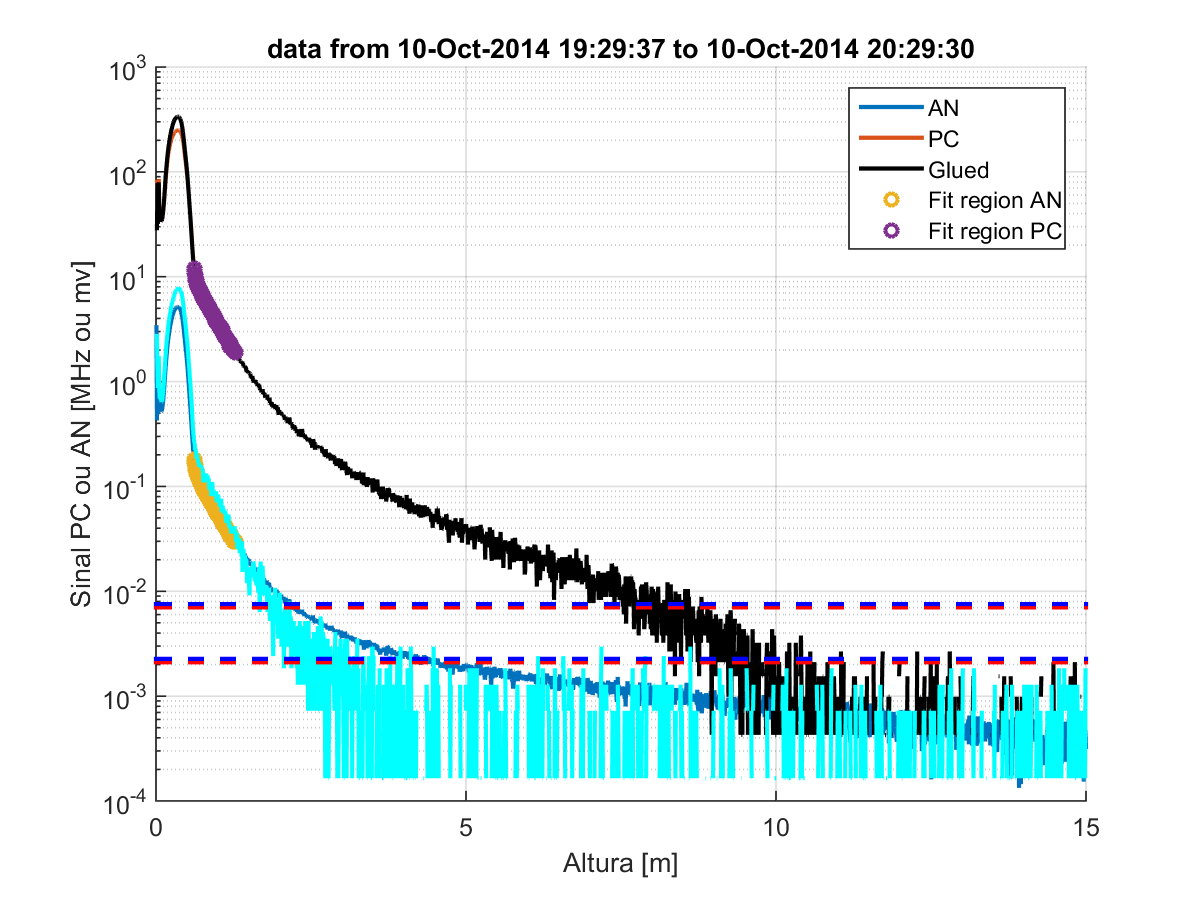 data from 10-Oct-2014 19:29:37 to 10-Oct-2014 20:29:30
10³
10²
10¹
10⁰
10⁻¹
10⁻²
10⁻³
10⁻⁴
Sinal PC ou AN [MHz ou mv]
AN
PC
Glued
Fit region AN
Fit region PC
0
5
10
15
Altura [m]